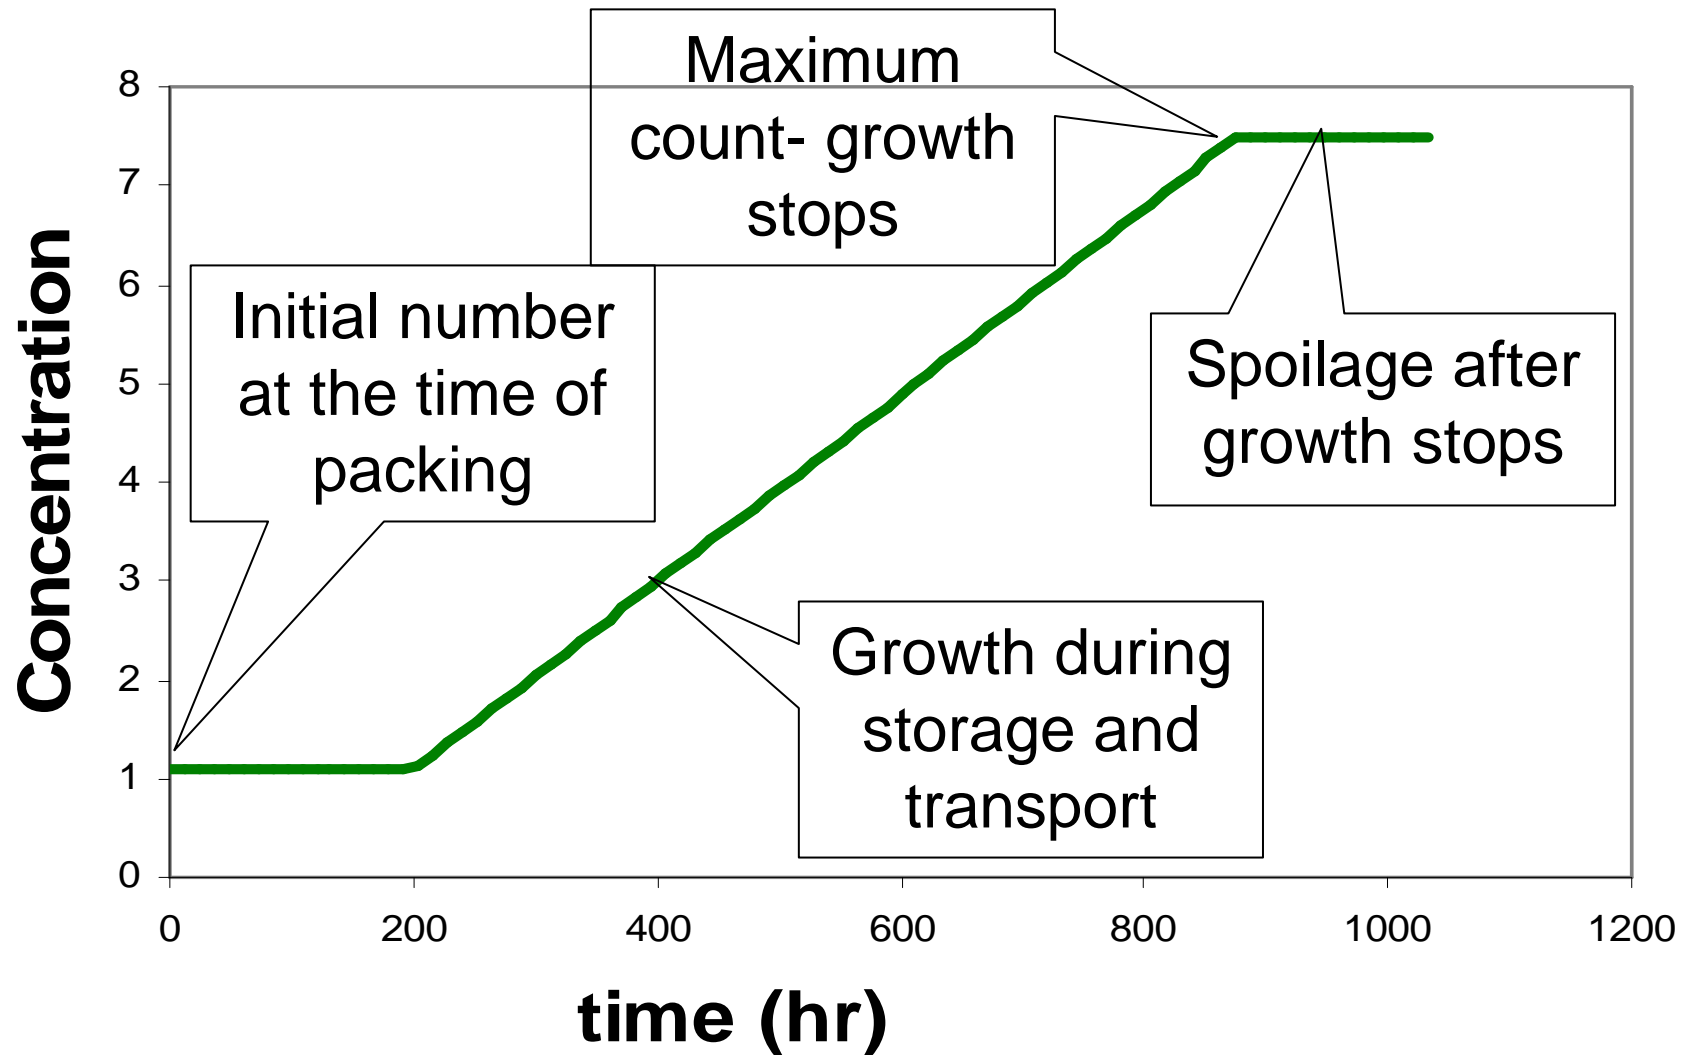 Maximum
count- growth
stops
Initial number
at the time of
packing
Spoilage after
growth stops
Growth during
storage and
transport
Concentration
8
7
6
5
4
3
2
1
0
0 200 400 600 800 1000 1200
time (hr)